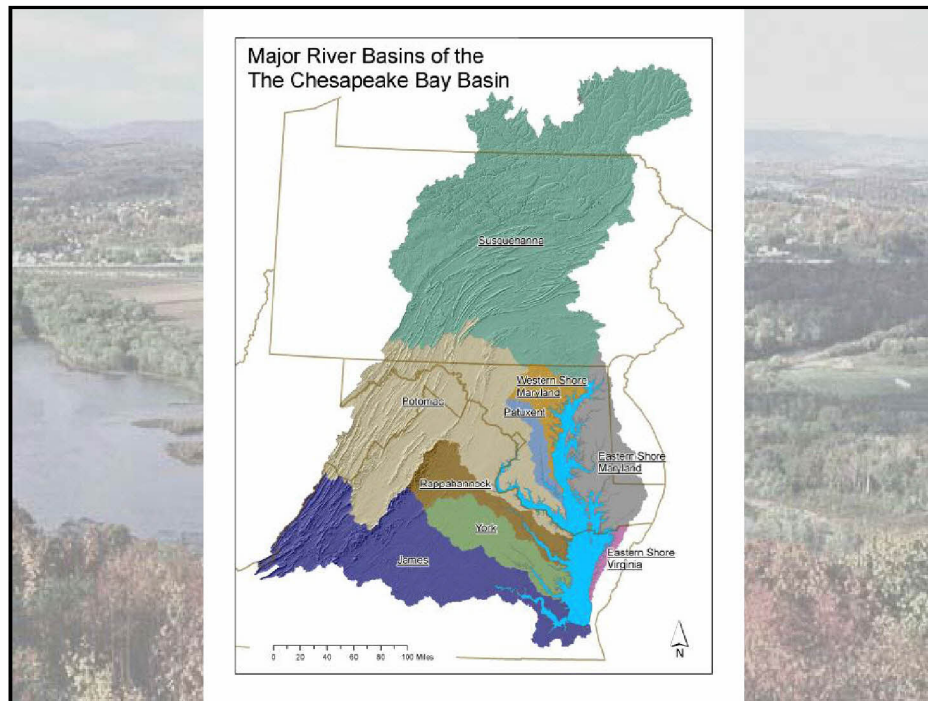 Major River Basins of the
The Chesapeake Bay Basin
Susquehanna
Western Shore
Maryland
Potomac
Patuxent
Eastern Shore
Maryland
Rappahannock
York
Eastern Shore
Virginia
James
0 20 40 60 80 100 Miles
N